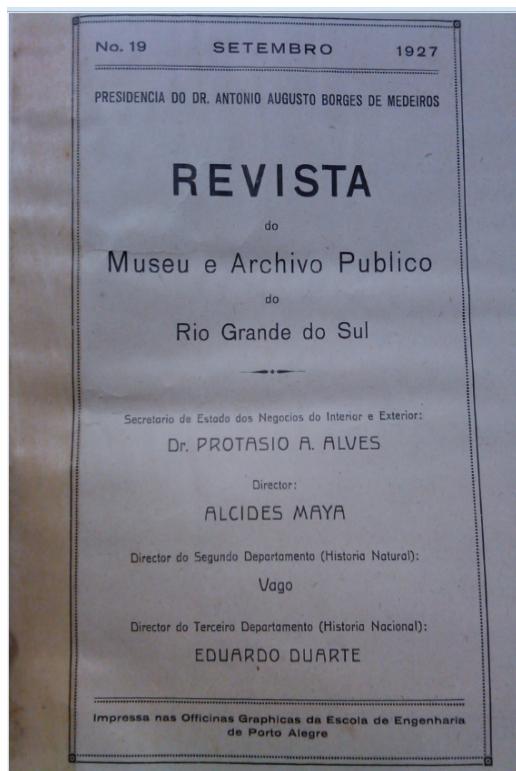 No. 19 SETEMBRO 1927
PRESIDENCIA DO DR. ANTONIO AUGUSTO BORGES DE MEDEIROS
REVISTA
do
Museu e Archivo Publico
do
Rio Grande do Sul
Secretario de Estado dos Negocios do Interior e Exterior:
Dr. PROTASIO A. ALVES
Director:
ALCIDES MAYA
Director do Segundo Departamento (Historia Natural):
Vago
Director do Terceiro Departamento (Historia Nacional):
EDUARDO DUARTE
Impressa nas Officinas Graphicas da Escola de Engenharia
de Porto Alegre